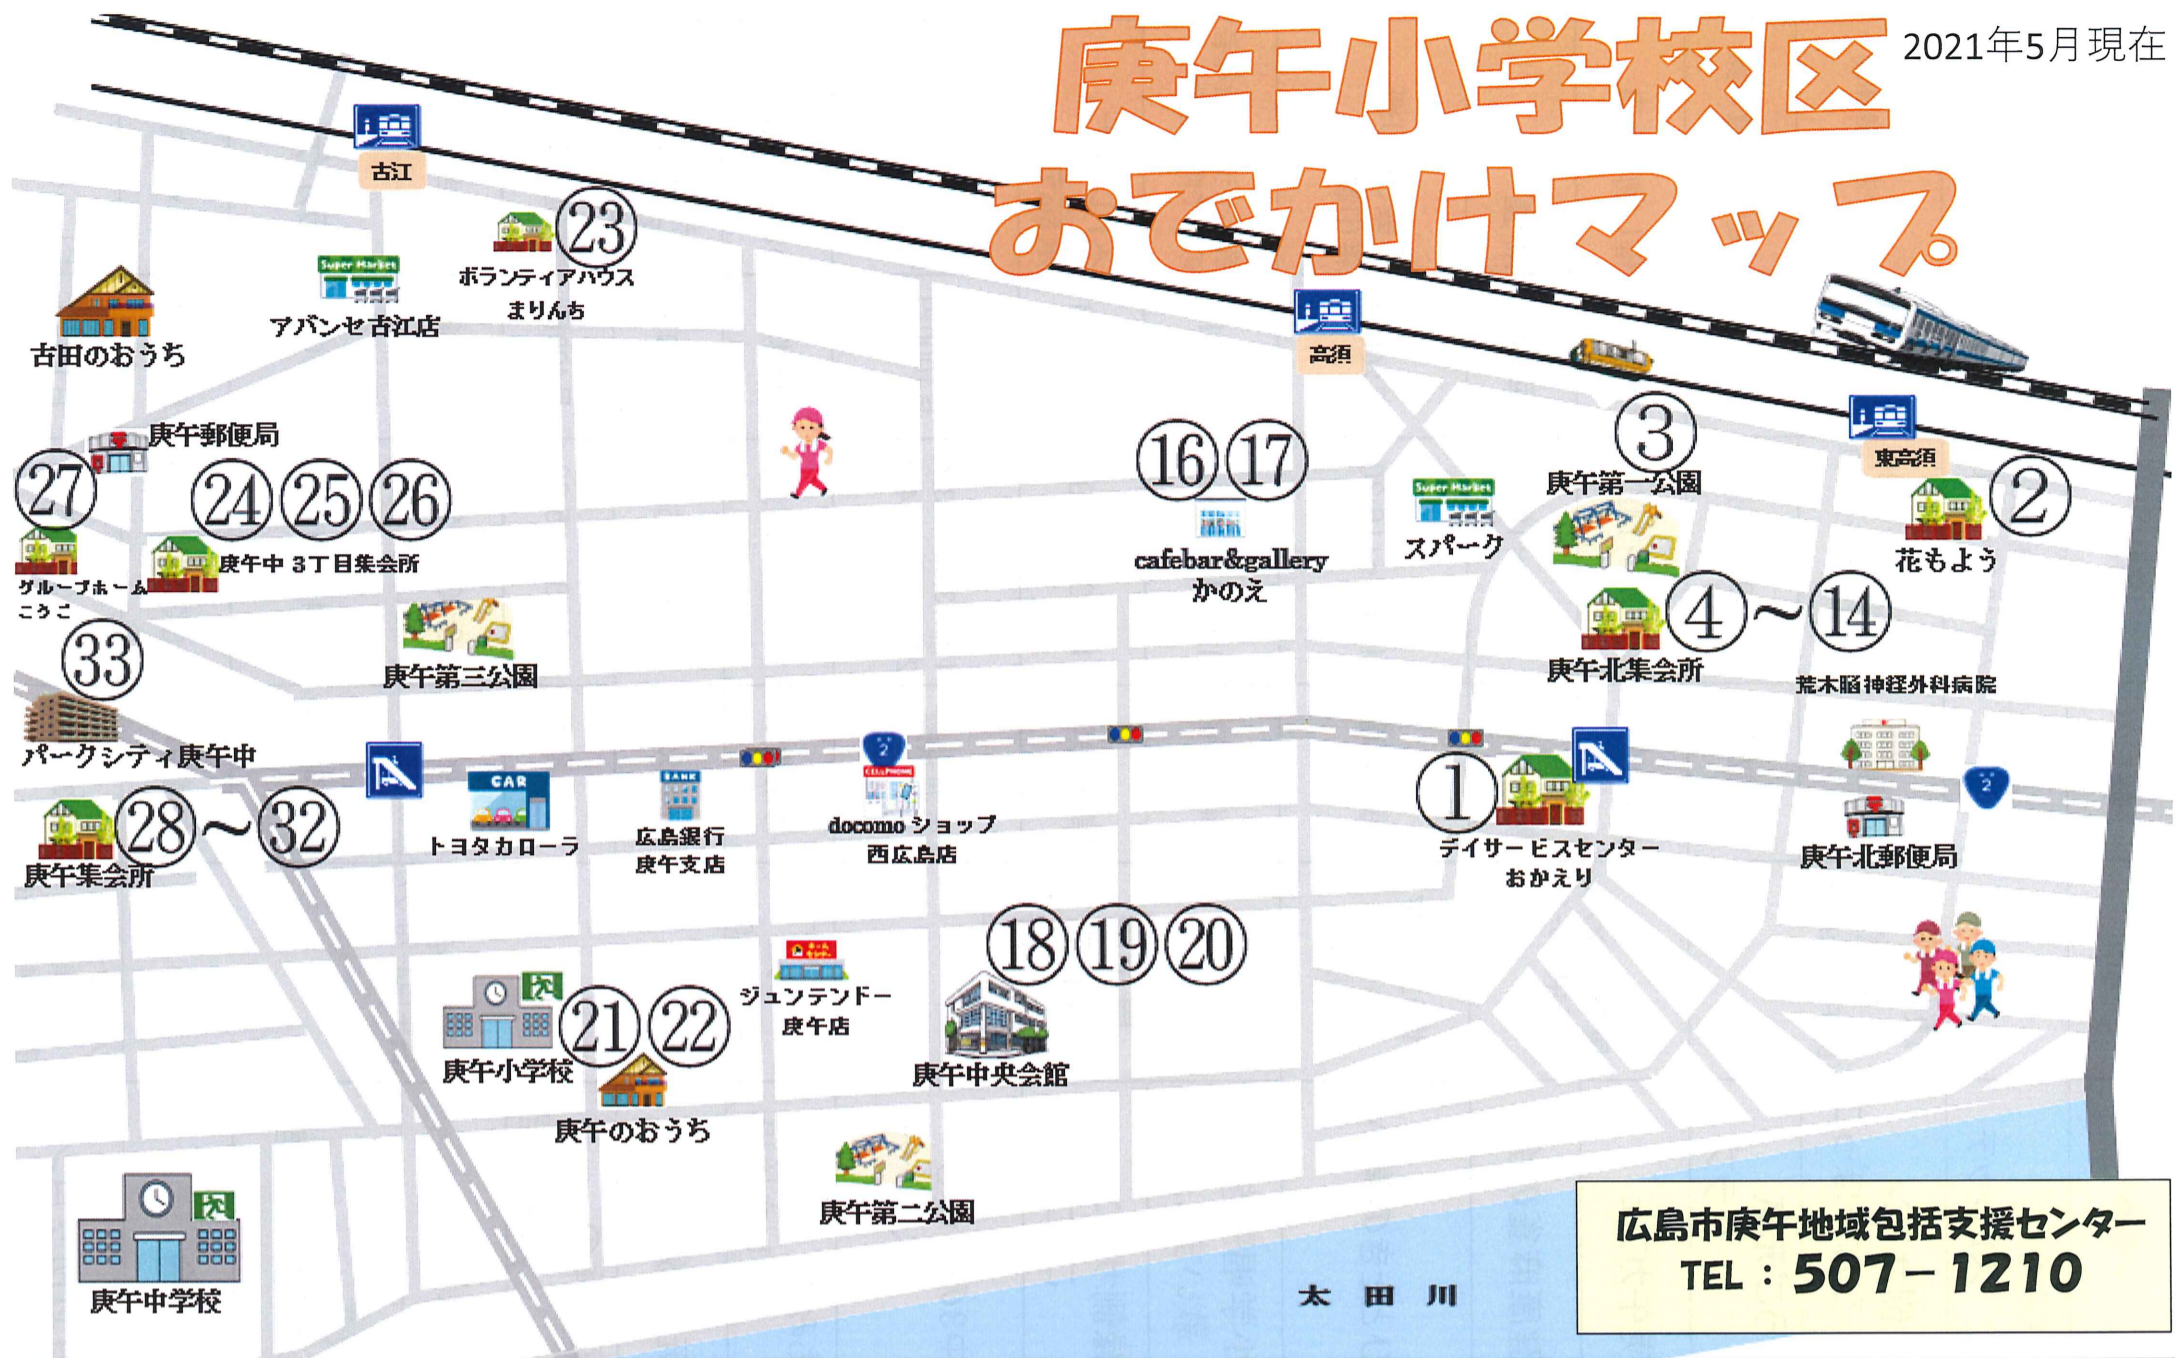 庚午小学校区
2021年5月現在
おでかけマップ
古江
㉓
ボランティアハウス
まりんち
Super Market
アバンセ古江店
古田のおうち
高須
東高須
庚午郵便局
㉗
グループホーム
こうご
㉔ ㉕ ㉖
庚午中3丁目集会所
⑯ ⑰
cafebar&gallery
かのえ
Super Market
スパーク
③
庚午第一公園
②
花もよう
④～⑭
庚午北集会所
荒木脳神経外科病院
㉝
パークシティ庚午中
庚午第三公園
2
2
㉘～㉜
庚午集会所
CAR
トヨタカローラ
BANK
広島銀行
庚午支店
CELLPHONE
docomoショップ
西広島店
①
デイサービスセンター
おかえり
庚午北郵便局
⑱ ⑲ ⑳
庚午中央会館
ジュンテンドー
庚午店
庚午小学校
㉑ ㉒
庚午のおうち
庚午第二公園
庚午中学校
太田川
広島市庚午地域包括支援センター
TEL：507－1210